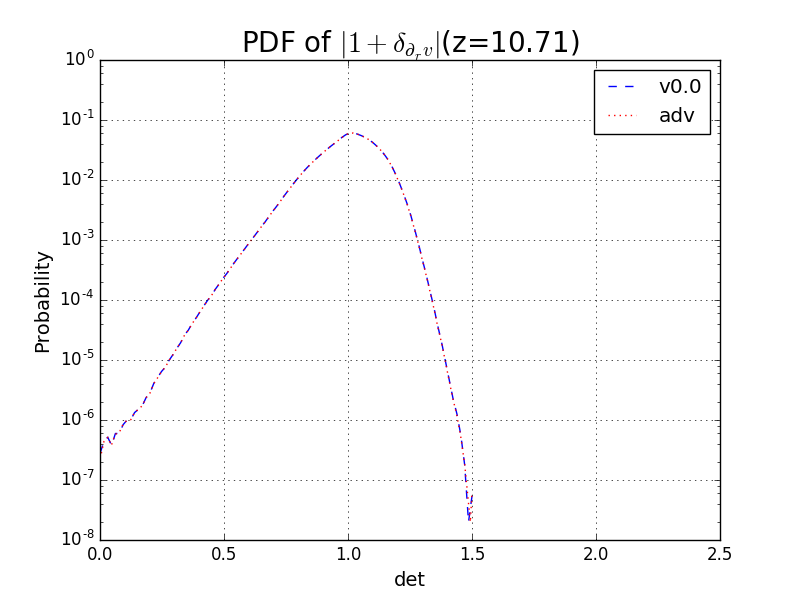 PDF of |1 + δ_{∂_r v}|(z=10.71)
v0.0
adv
10^0
10^-1
10^-2
10^-3
10^-4
10^-5
10^-6
10^-7
10^-8
Probability
0.0 0.5 1.0 1.5 2.0 2.5
det